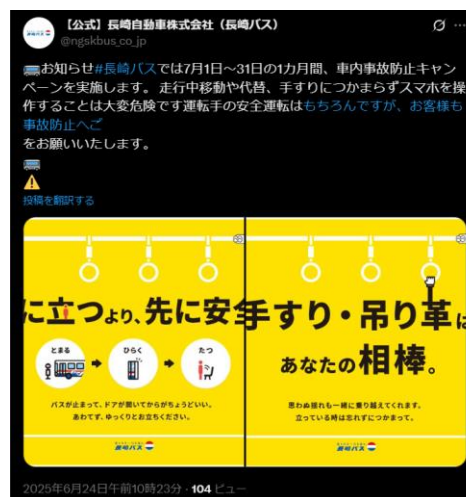 【公式】長崎自動車株式会社（長崎バス）
@ngskbus_co_jp
お知らせ#長崎バスでは7月1日～31日の1カ月間、車内事故防止キャン
ペーンを実施します。 走行中移動や代替、手すりにつかまらずスマホを操
作することは大変危険です運転手の安全運転はもちろんですが、お客様も
事故防止へご
をお願いいたします。
投稿を翻訳する
に立つより、先に安全
とまる
ひらく
たつ
バスが止まって、ドアが開いてからがちょうどいい。
あわてず、ゆっくりとお立ちください。
長崎バス
手すり・吊り革は
あなたの相棒。
思わぬ揺れも一緒に乗り越えてくれます。
立っている時は忘れずにつかまって。
長崎バス
2025年6月24日午前10時23分 · 104 ビュー